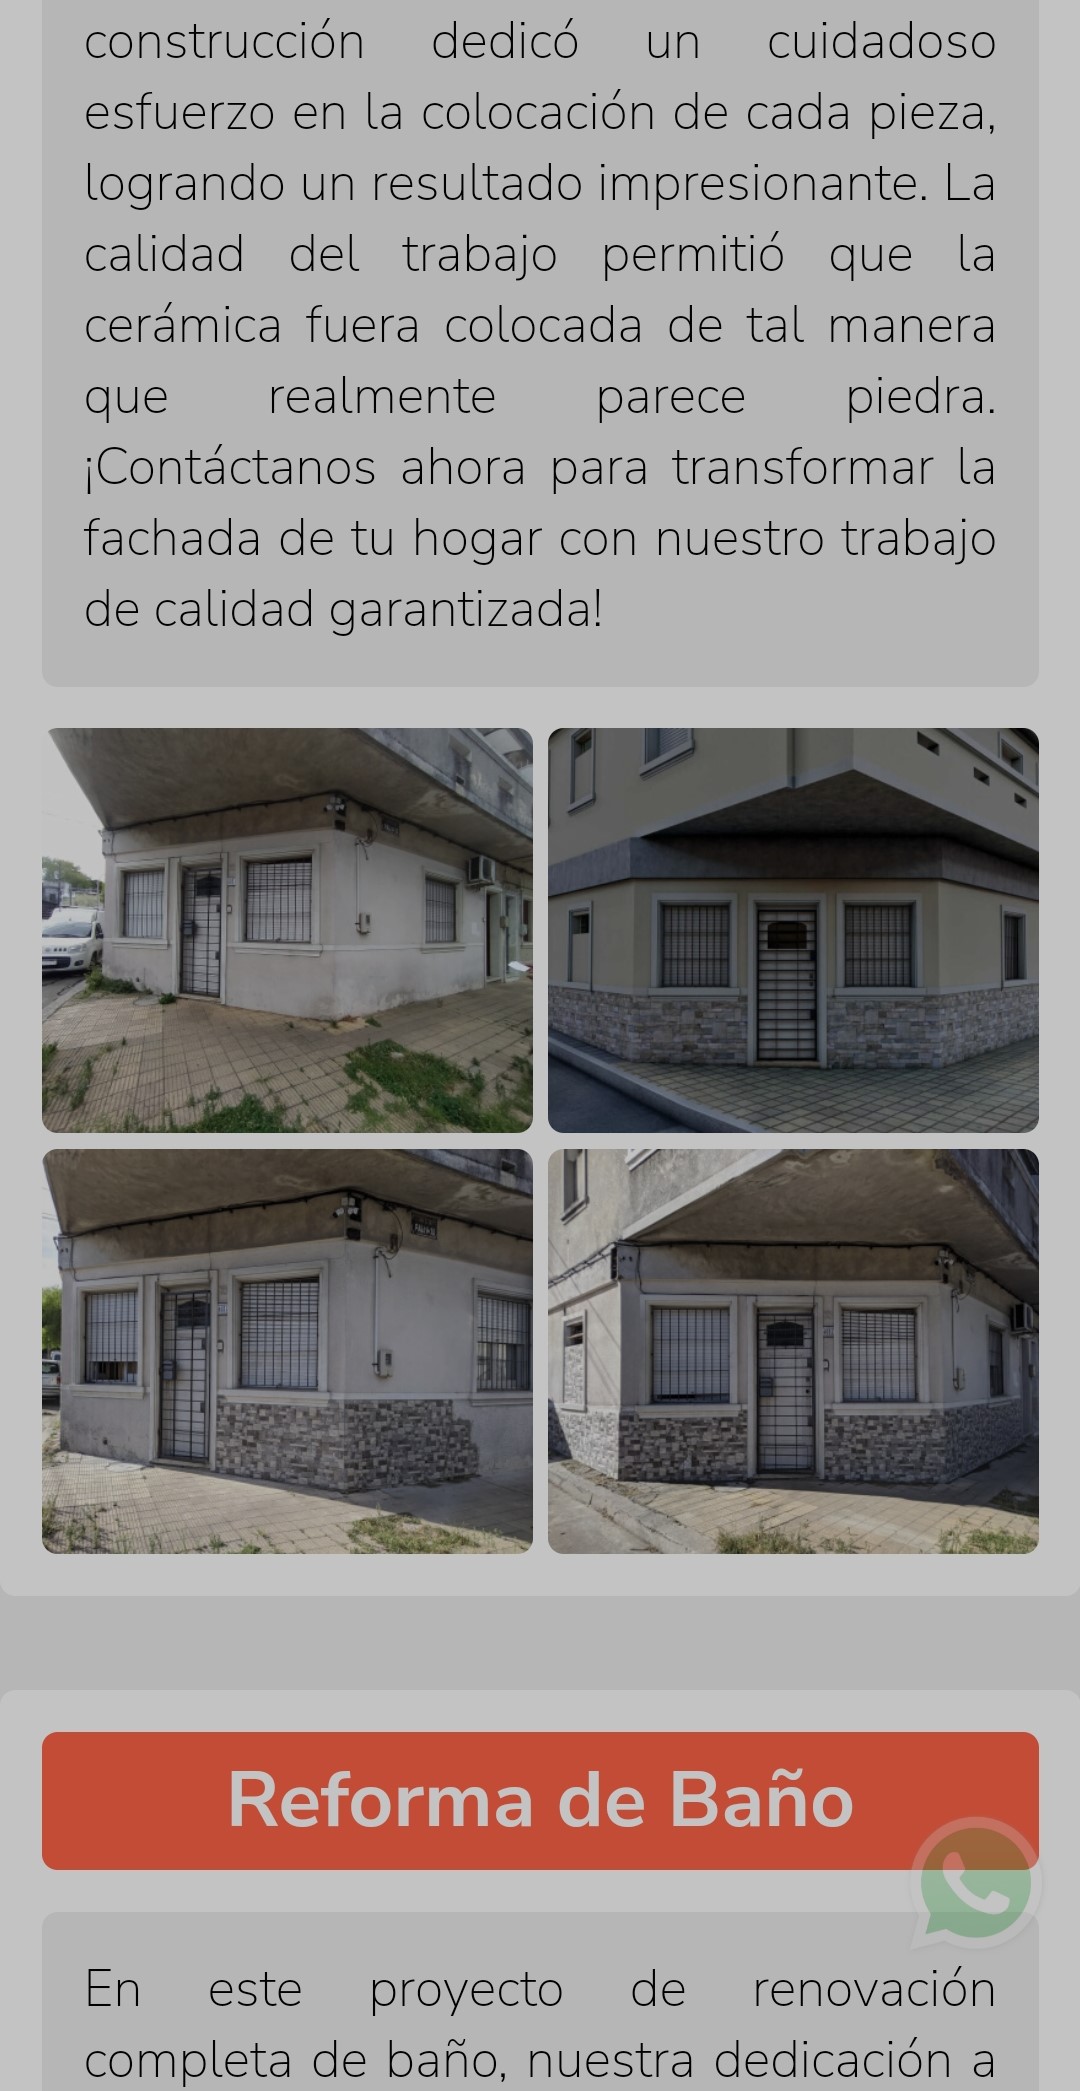 construcción dedicó un cuidadoso
esfuerzo en la colocación de cada pieza,
logrando un resultado impresionante. La
calidad del trabajo permitió que la
cerámica fuera colocada de tal manera
que realmente parece piedra.
¡Contáctanos ahora para transformar la
fachada de tu hogar con nuestro trabajo
de calidad garantizada!
Reforma de Baño
En este proyecto de renovación
completa de baño, nuestra dedicación a